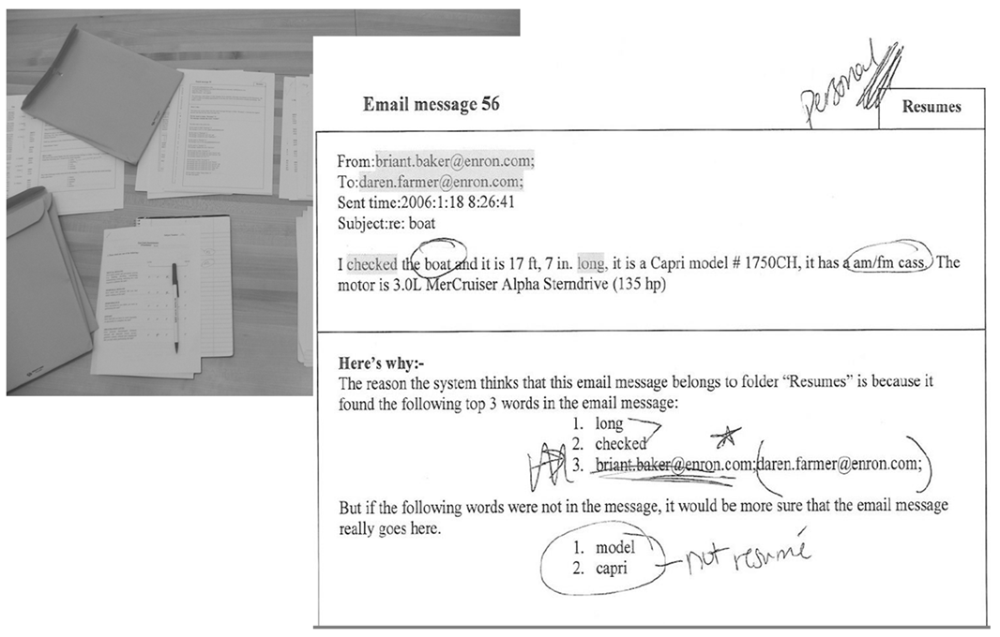 Personal
Email message 56
Resumes
From:briant.baker@enron.com;
To:daren.farmer@enron.com;
Sent time:2006:1:18 8:26:41
Subject:re: boat
I checked the boat and it is 17 ft, 7 in. long, it is a Capri model # 1750CH, it has a am/fm cass. The
motor is 3.0L MerCruiser Alpha Sterndrive (135 hp)
Here's why:-
The reason the system thinks that this email message belongs to folder “Resumes” is because it
found the following top 3 words in the email message:
1. long
2. checked
3. briant.baker@enron.com;daren.farmer@enron.com;
But if the following words were not in the message, it would be more sure that the email message
really goes here.
1. model
2. capri
not resumé